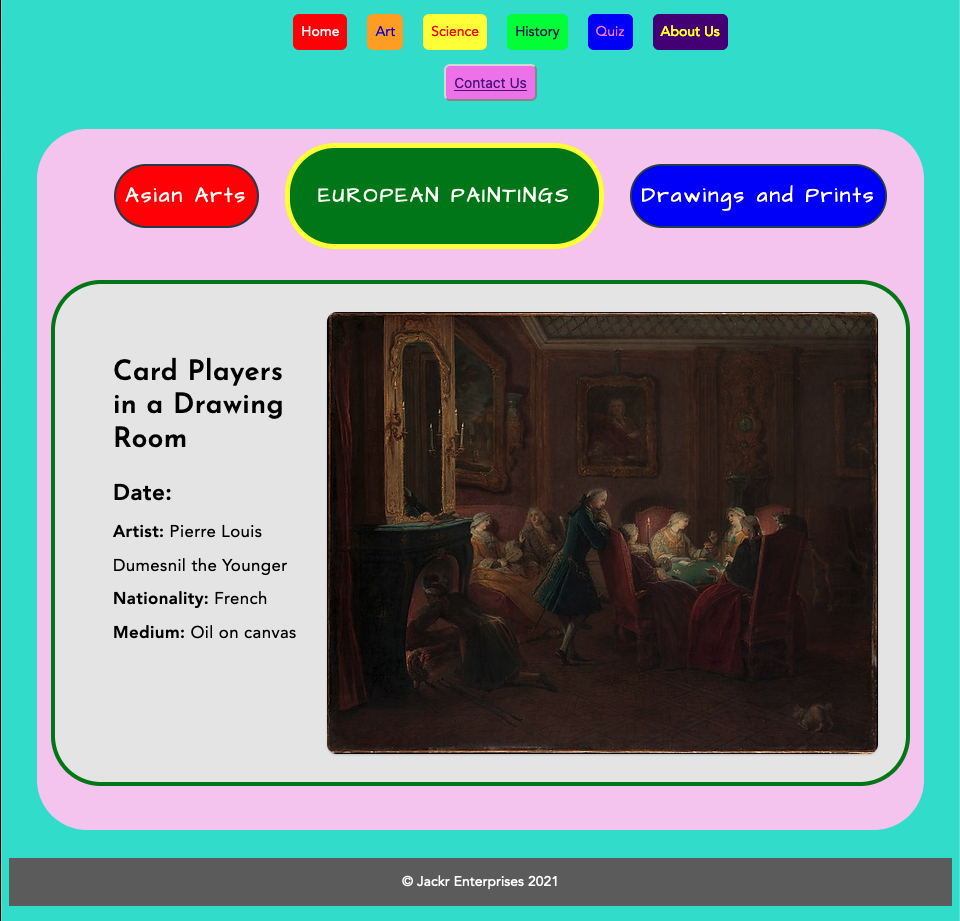 Home Art Science History Quiz About Us
Contact Us
Asian Arts EUROPEAN PAINTINGS Drawings and Prints
Card Players
in a Drawing
Room
Date:
Artist: Pierre Louis
Dumesnil the Younger
Nationality: French
Medium: Oil on canvas
© Jackr Enterprises 2021